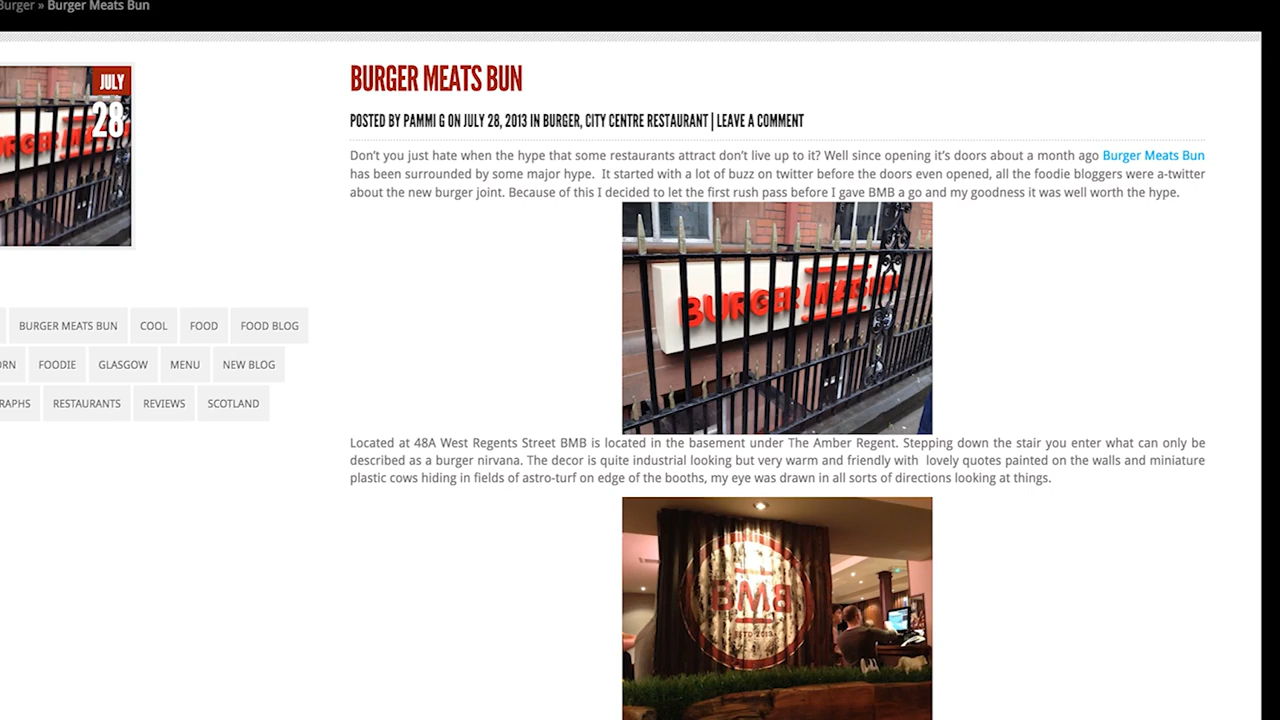 Burger » Burger Meats Bun
JULY
28
BURGER MEATS BUN
POSTED BY PAMMI G ON JULY 28, 2013 IN BURGER, CITY CENTRE RESTAURANT | LEAVE A COMMENT
Don't you just hate when the hype that some restaurants attract don't live up to it? Well since opening it's doors about a month ago Burger Meats Bun
has been surrounded by some major hype. It started with a lot of buzz on twitter before the doors even opened, all the foodie bloggers were a-twitter
about the new burger joint. Because of this I decided to let the first rush pass before I gave BMB a go and my goodness it was well worth the hype.
BURGER MEATS BUN
BURGER MEATS BUN COOL FOOD FOOD BLOG
ORN FOODIE GLASGOW MENU NEW BLOG
RAPHS RESTAURANTS REVIEWS SCOTLAND
Located at 48A West Regents Street BMB is located in the basement under The Amber Regent. Stepping down the stair you enter what can only be
described as a burger nirvana. The decor is quite industrial looking but very warm and friendly with lovely quotes painted on the walls and miniature
plastic cows hiding in fields of astro-turf on edge of the booths, my eye was drawn in all sorts of directions looking at things.
BMB
ESTD 2013